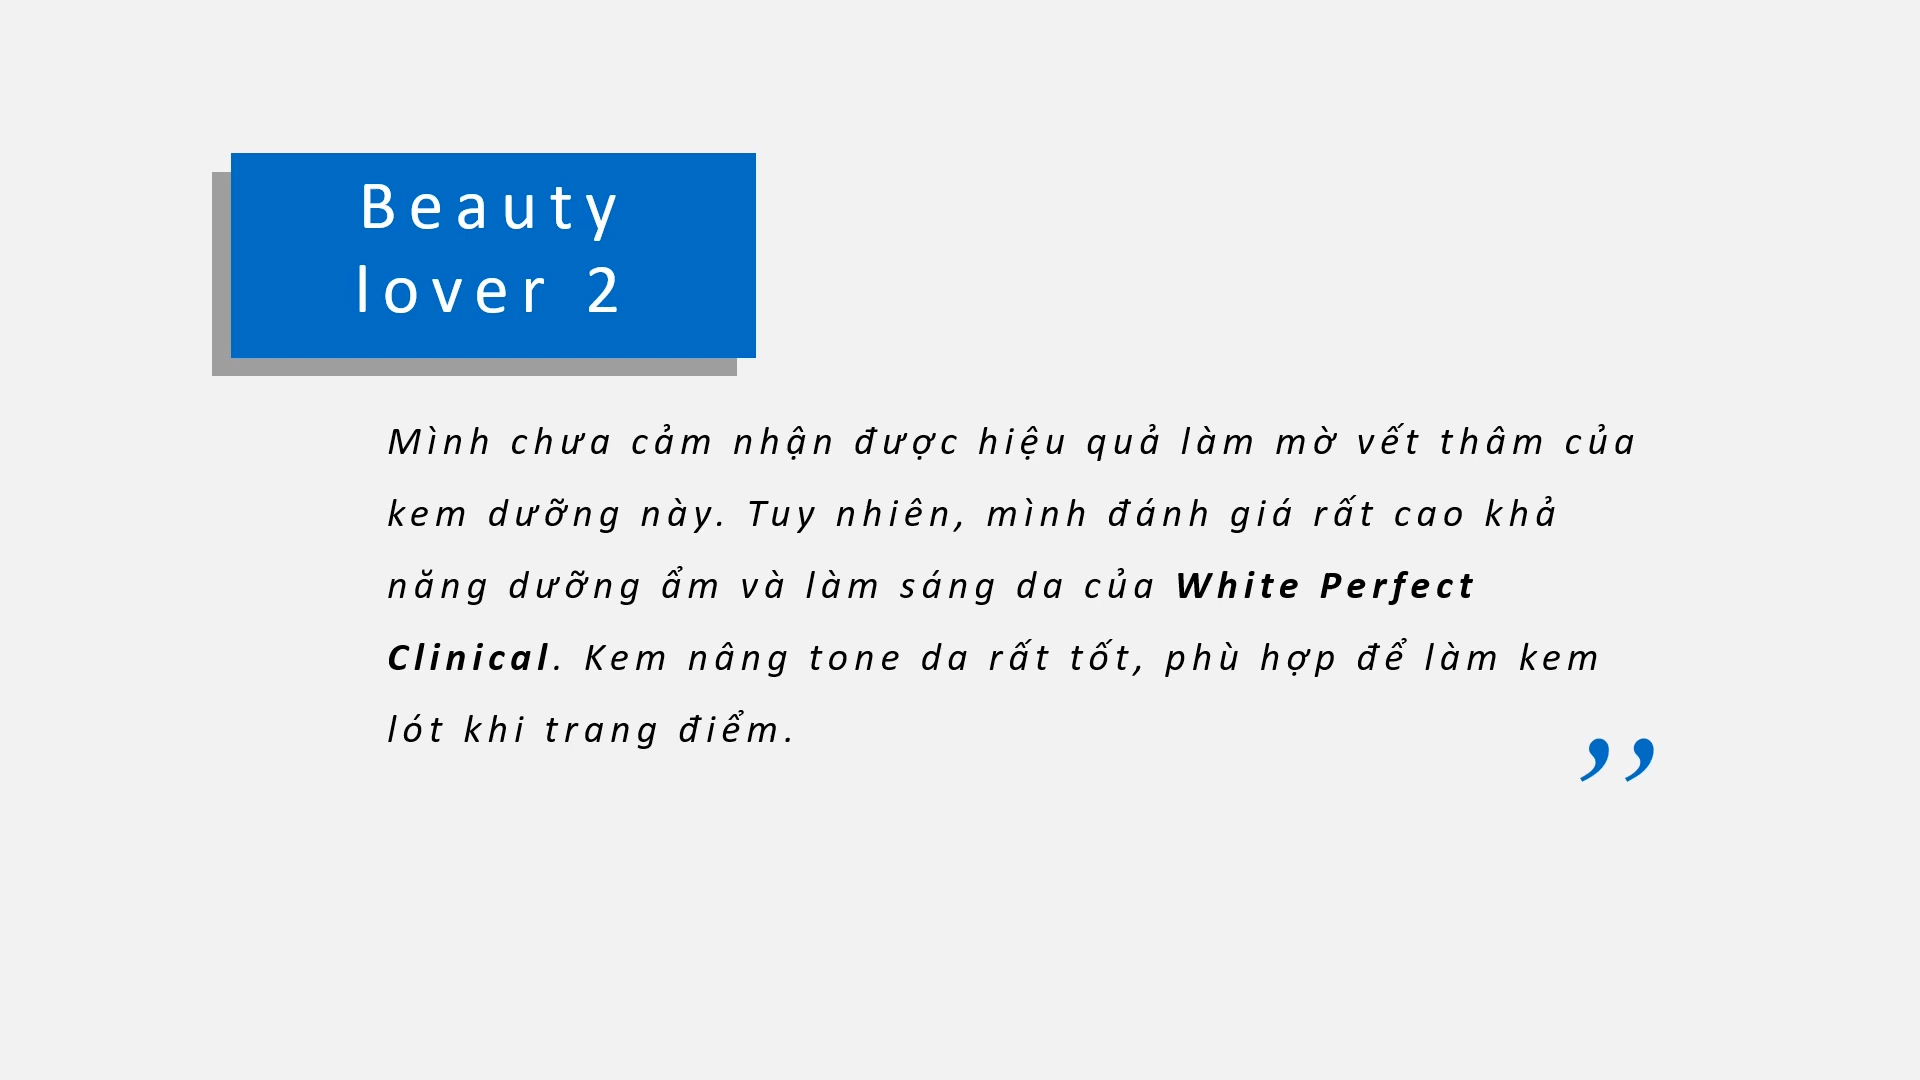 Beauty
lover 2
Mình chưa cảm nhận được hiệu quả làm mờ vết thâm của
kem dưỡng này. Tuy nhiên, mình đánh giá rất cao khả
năng dưỡng ẩm và làm sáng da của White Perfect
Clinical. Kem nâng tone da rất tốt, phù hợp để làm kem
lót khi trang điểm.
”